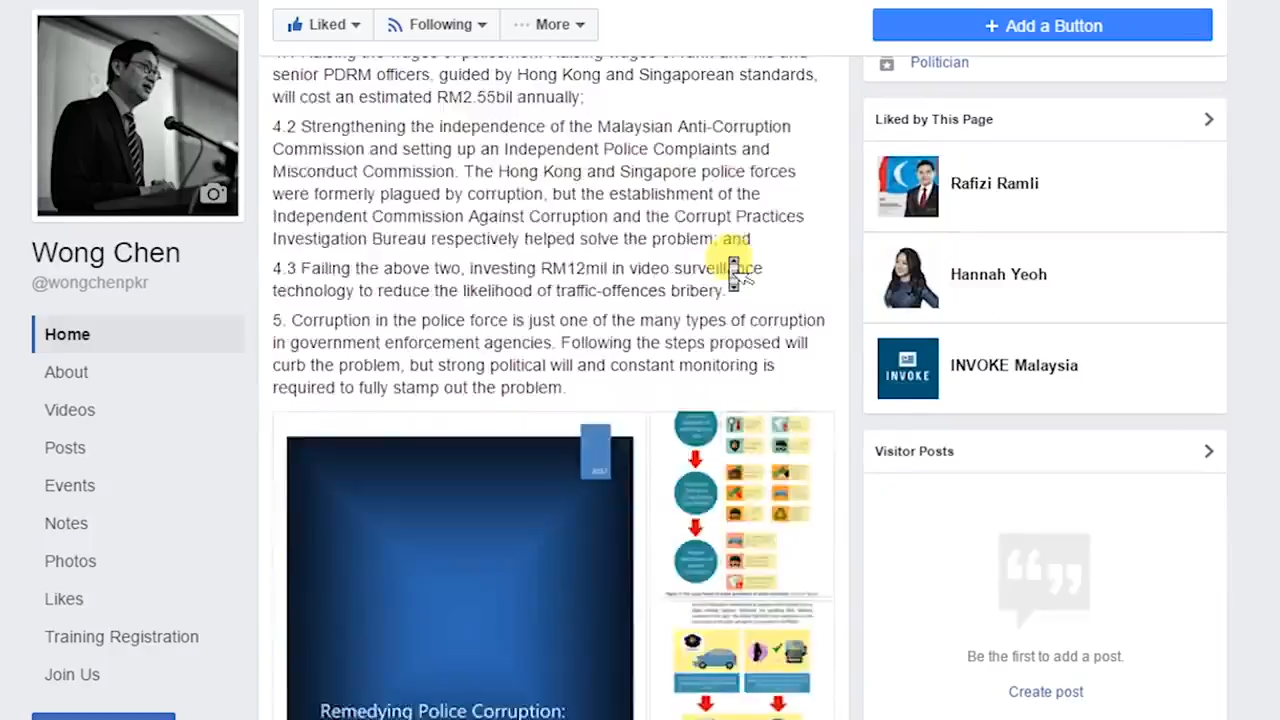 Liked
Following
More
+ Add a Button
senior PDRM officers, guided by Hong Kong and Singaporean standards,
will cost an estimated RM2.55bil annually;
4.2 Strengthening the independence of the Malaysian Anti-Corruption
Commission and setting up an Independent Police Complaints and
Misconduct Commission. The Hong Kong and Singapore police forces
were formerly plagued by corruption, but the establishment of the
Independent Commission Against Corruption and the Corrupt Practices
Investigation Bureau respectively helped solve the problem; and
4.3 Failing the above two, investing RM12mil in video surveillance
technology to reduce the likelihood of traffic-offences bribery.
5. Corruption in the police force is just one of the many types of corruption
in government enforcement agencies. Following the steps proposed will
curb the problem, but strong political will and constant monitoring is
required to fully stamp out the problem.
2017
Remedying Police Corruption:
Wong Chen
@wongchenpkr
Home
About
Videos
Posts
Events
Notes
Photos
Likes
Training Registration
Join Us
Politician
Liked by This Page
Rafizi Ramli
Hannah Yeoh
INVOKE
INVOKE Malaysia
Visitor Posts
Be the first to add a post.
Create post